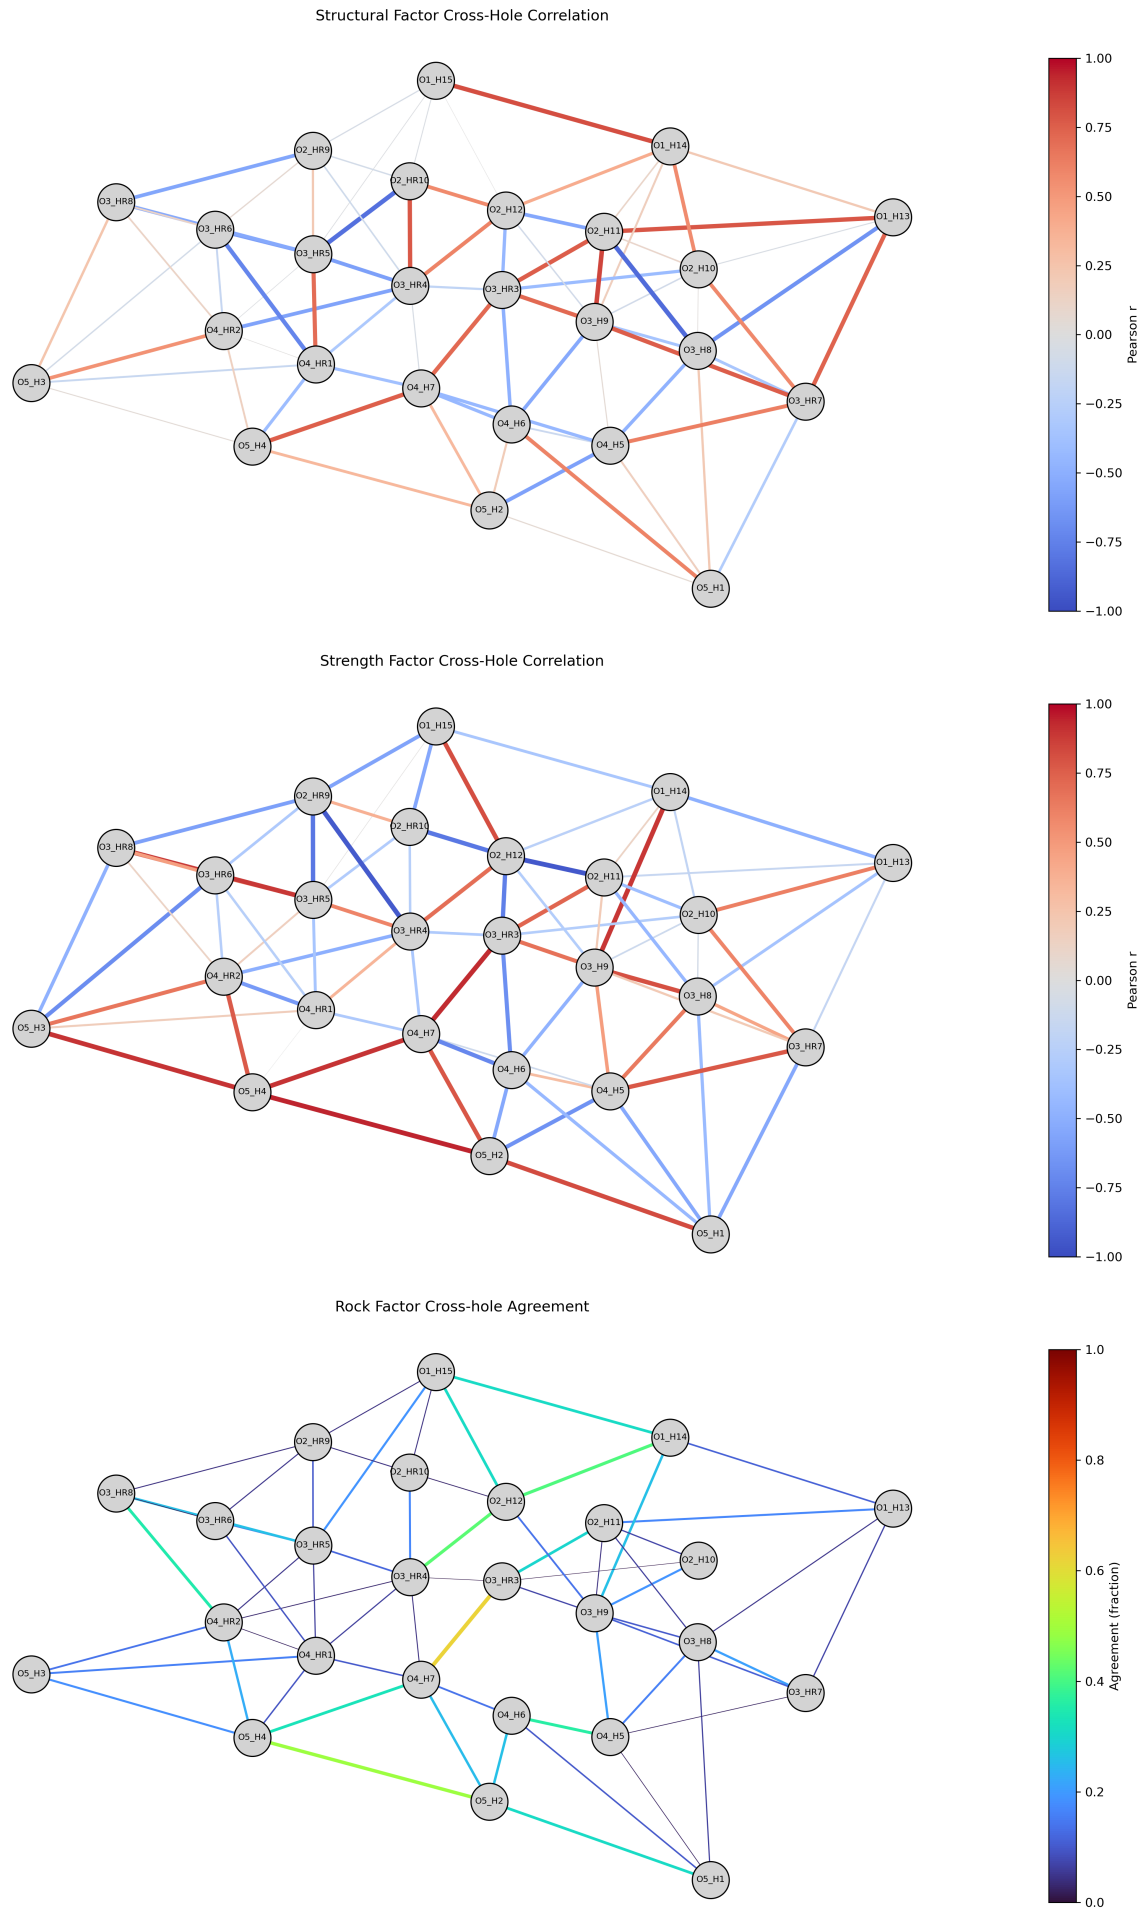 Structural Factor Cross-Hole Correlation
O1_H15
O1_H14
O2_HR9
O2_HR10
O3_HR8
O2_H12
O1_H13
O3_HR6
O2_H11
O3_HR5
O2_H10
O3_HR4
O3_HR3
O3_H9
O4_HR2
O3_H8
O4_HR1
O5_H3
O4_H7
O3_HR7
O4_H6
O5_H4
O4_H5
O5_H2
O5_H1
1.00
0.75
0.50
0.25
0.00
−0.25
−0.50
−0.75
−1.00
Pearson r
Strength Factor Cross-Hole Correlation
O1_H15
O1_H14
O2_HR9
O2_HR10
O3_HR8
O2_H12
O1_H13
O3_HR6
O2_H11
O3_HR5
O2_H10
O3_HR4
O3_HR3
O3_H9
O4_HR2
O3_H8
O4_HR1
O5_H3
O4_H7
O3_HR7
O4_H6
O5_H4
O4_H5
O5_H2
O5_H1
1.00
0.75
0.50
0.25
0.00
−0.25
−0.50
−0.75
−1.00
Pearson r
Rock Factor Cross-hole Agreement
O1_H15
O1_H14
O2_HR9
O2_HR10
O3_HR8
O2_H12
O1_H13
O3_HR6
O2_H11
O3_HR5
O2_H10
O3_HR4
O3_HR3
O3_H9
O4_HR2
O3_H8
O4_HR1
O5_H3
O4_H7
O3_HR7
O4_H6
O5_H4
O4_H5
O5_H2
O5_H1
1.0
0.8
0.6
0.4
0.2
0.0
Agreement (fraction)